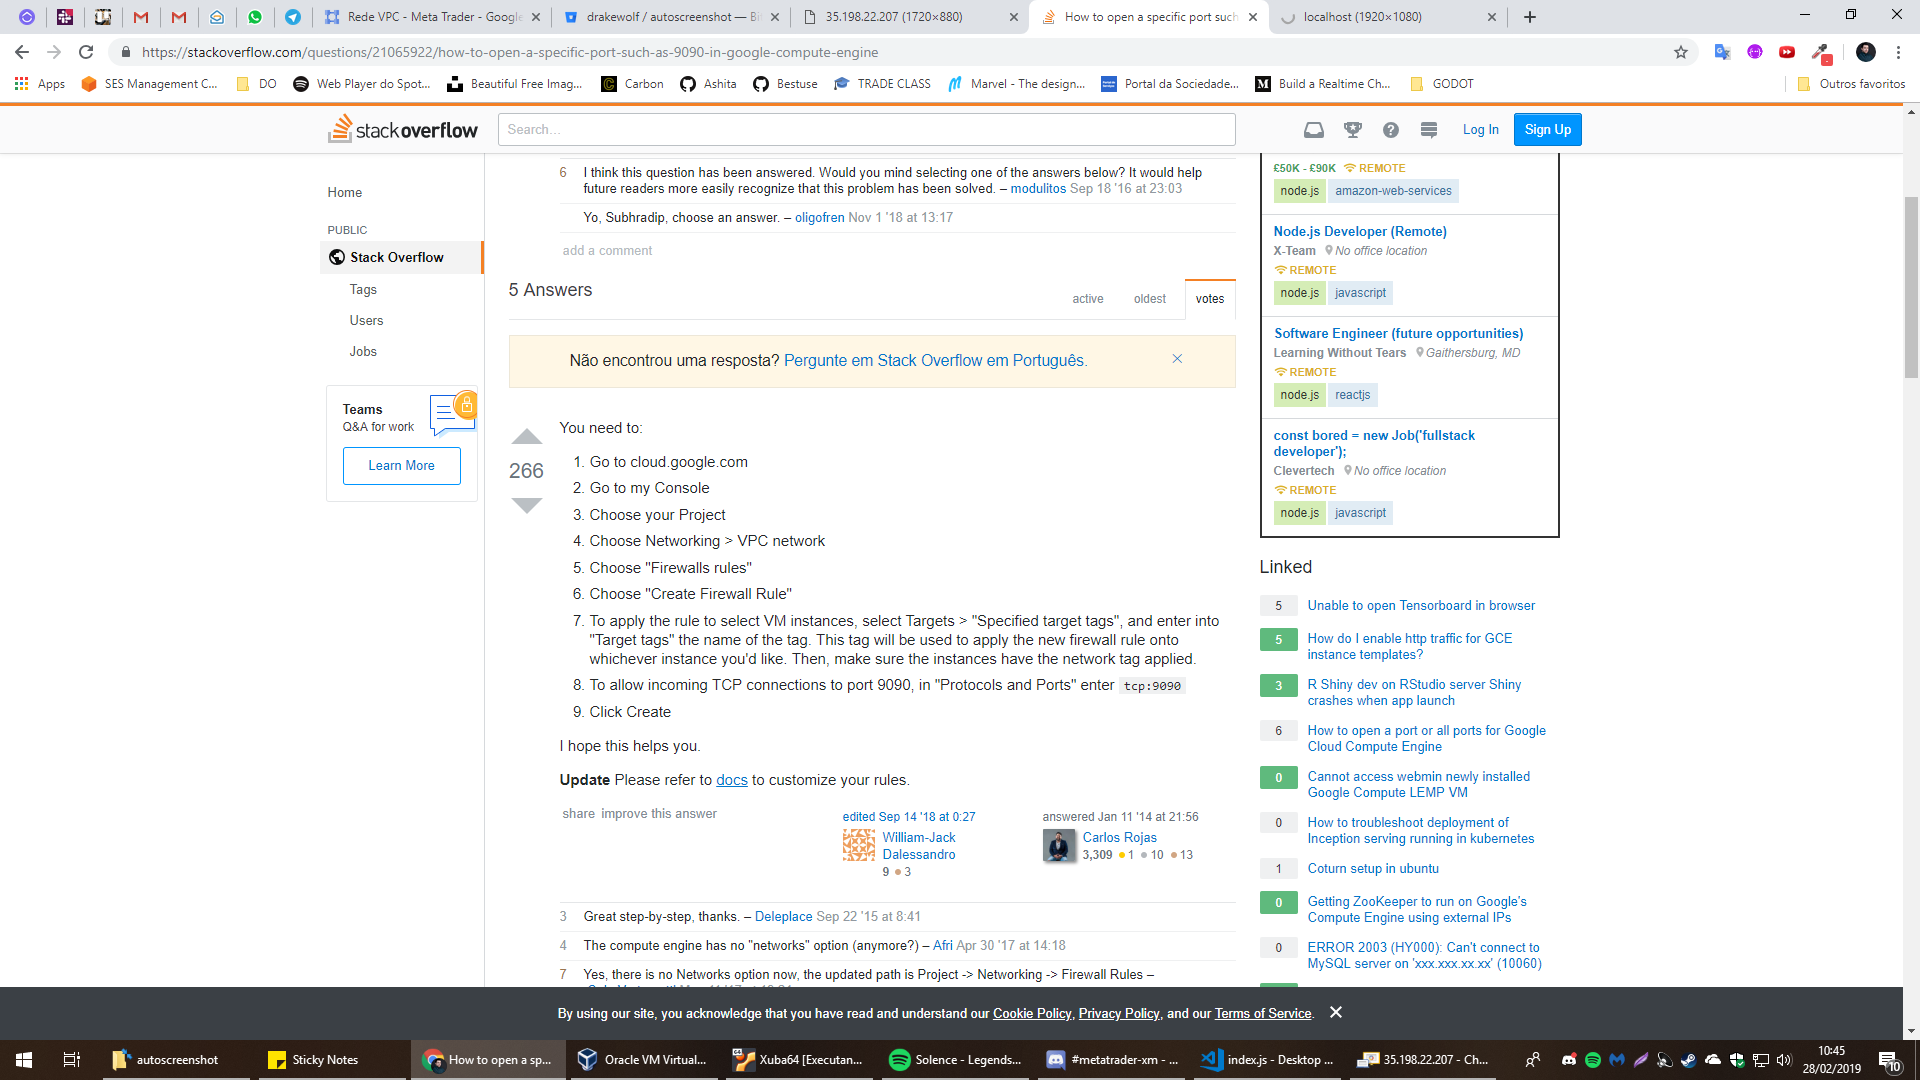 Rede VPC - Meta Trader - Google
drakewolf / autoscreenshot — Bi
35.198.22.207 (1720×880)
How to open a specific port such
localhost (1920×1080)
https://stackoverflow.com/questions/21065922/how-to-open-a-specific-port-such-as-9090-in-google-compute-engine
Apps
SES Management C...
DO
Web Player do Spot...
Beautiful Free Imag...
Carbon
Ashita
Bestuse
TRADE CLASS
Marvel - The design...
Portal da Sociedade...
Build a Realtime Ch...
GODOT
Outros favoritos
stackoverflow
Search...
Log In
Sign Up
Home
PUBLIC
Stack Overflow
Tags
Users
Jobs
Teams
Q&A for work
Learn More
6 I think this question has been answered. Would you mind selecting one of the answers below? It would help
future readers more easily recognize that this problem has been solved. – modulitos Sep 18 '16 at 23:03
Yo, Subhradip, choose an answer. – oligofren Nov 1 '18 at 13:17
add a comment
5 Answers
active
oldest
votes
Não encontrou uma resposta? Pergunte em Stack Overflow em Português.
266
You need to:
1. Go to cloud.google.com
2. Go to my Console
3. Choose your Project
4. Choose Networking > VPC network
5. Choose "Firewalls rules"
6. Choose "Create Firewall Rule"
7. To apply the rule to select VM instances, select Targets > "Specified target tags", and enter into
"Target tags" the name of the tag. This tag will be used to apply the new firewall rule onto
whichever instance you'd like. Then, make sure the instances have the network tag applied.
8. To allow incoming TCP connections to port 9090, in "Protocols and Ports" enter tcp:9090
9. Click Create
I hope this helps you.
Update Please refer to docs to customize your rules.
share improve this answer
edited Sep 14 '18 at 0:27
William-Jack
Dalessandro
9 ● 3
answered Jan 11 '14 at 21:56
Carlos Rojas
3,309 ● 1 ● 10 ● 13
3 Great step-by-step, thanks. – Deleplace Sep 22 '15 at 8:41
4 The compute engine has no "networks" option (anymore?) – Afri Apr 30 '17 at 14:18
7 Yes, there is no Networks option now, the updated path is Project -> Networking -> Firewall Rules –
£50K - £90K REMOTE
node.js amazon-web-services
Node.js Developer (Remote)
X-Team No office location
REMOTE
node.js javascript
Software Engineer (future opportunities)
Learning Without Tears Gaithersburg, MD
REMOTE
node.js reactjs
const bored = new Job('fullstack
developer');
Clevertech No office location
REMOTE
node.js javascript
Linked
5 Unable to open Tensorboard in browser
5 How do I enable http traffic for GCE
instance templates?
3 R Shiny dev on RStudio server Shiny
crashes when app launch
6 How to open a port or all ports for Google
Cloud Compute Engine
0 Cannot access webmin newly installed
Google Compute LEMP VM
0 How to troubleshoot deployment of
Inception serving running in kubernetes
1 Coturn setup in ubuntu
0 Getting ZooKeeper to run on Google's
Compute Engine using external IPs
0 ERROR 2003 (HY000): Can't connect to
MySQL server on 'xxx.xxx.xx.xx' (10060)
By using our site, you acknowledge that you have read and understand our Cookie Policy, Privacy Policy, and our Terms of Service.
autoscreenshot
Sticky Notes
How to open a sp...
Oracle VM Virtual...
Xuba64 [Executan...
Solence - Legends...
#metatrader-xm - ...
index.js - Desktop ...
35.198.22.207 - Ch...
10:45
28/02/2019
10